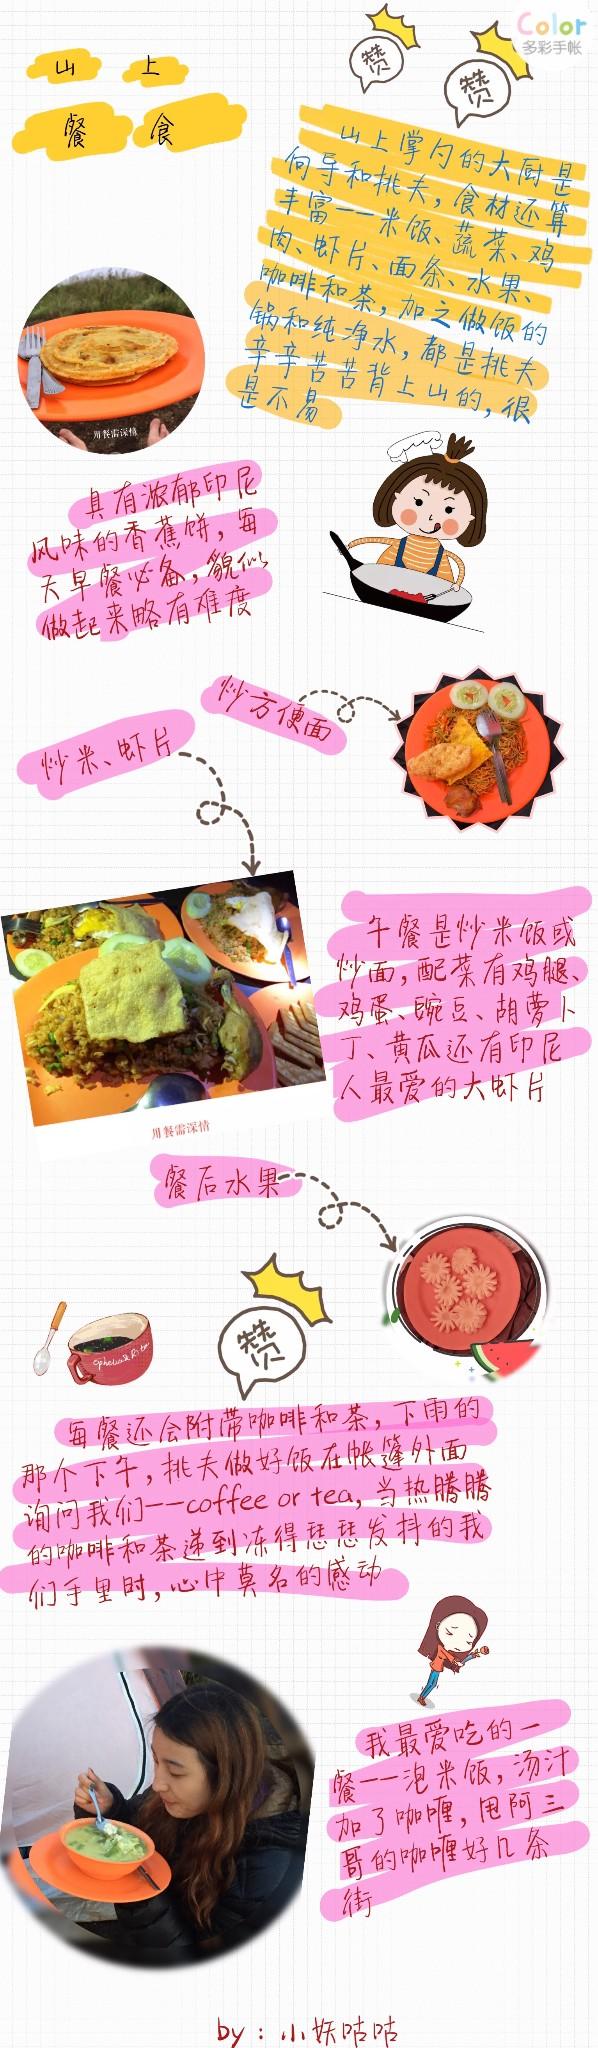 Color
多彩手帐
山 上
餐 食
赞
赞
山上掌勺的大厨是
向导和挑夫，食材还算
丰富——米饭、蔬菜、鸡
肉、虾片、面条、水果、
咖啡和茶，加之做饭的
锅和纯净水，都是挑夫
辛辛苦苦背上山的，很
是不易
用餐需深情
具有浓郁印尼
风味的香蕉饼，每
天早餐必备，貌似
做起来略有难度
炒方便面
炒米、虾片
午餐是炒米饭或
炒面，配菜有鸡腿、
鸡蛋、豌豆、胡萝卜
丁、黄瓜还有印尼
人最爱的大虾片
用餐需深情
餐后水果
赞
每餐还会附带咖啡和茶，下雨的
那个下午，挑夫做好饭在帐篷外面
询问我们——coffee or tea，当热腾腾
的咖啡和茶递到冻得瑟瑟发抖的我
们手里时，心中莫名的感动
我最爱吃的一
餐——泡米饭，汤汁
加了咖喱，甩阿三
哥的咖喱好几条
街
by：小妖咕咕